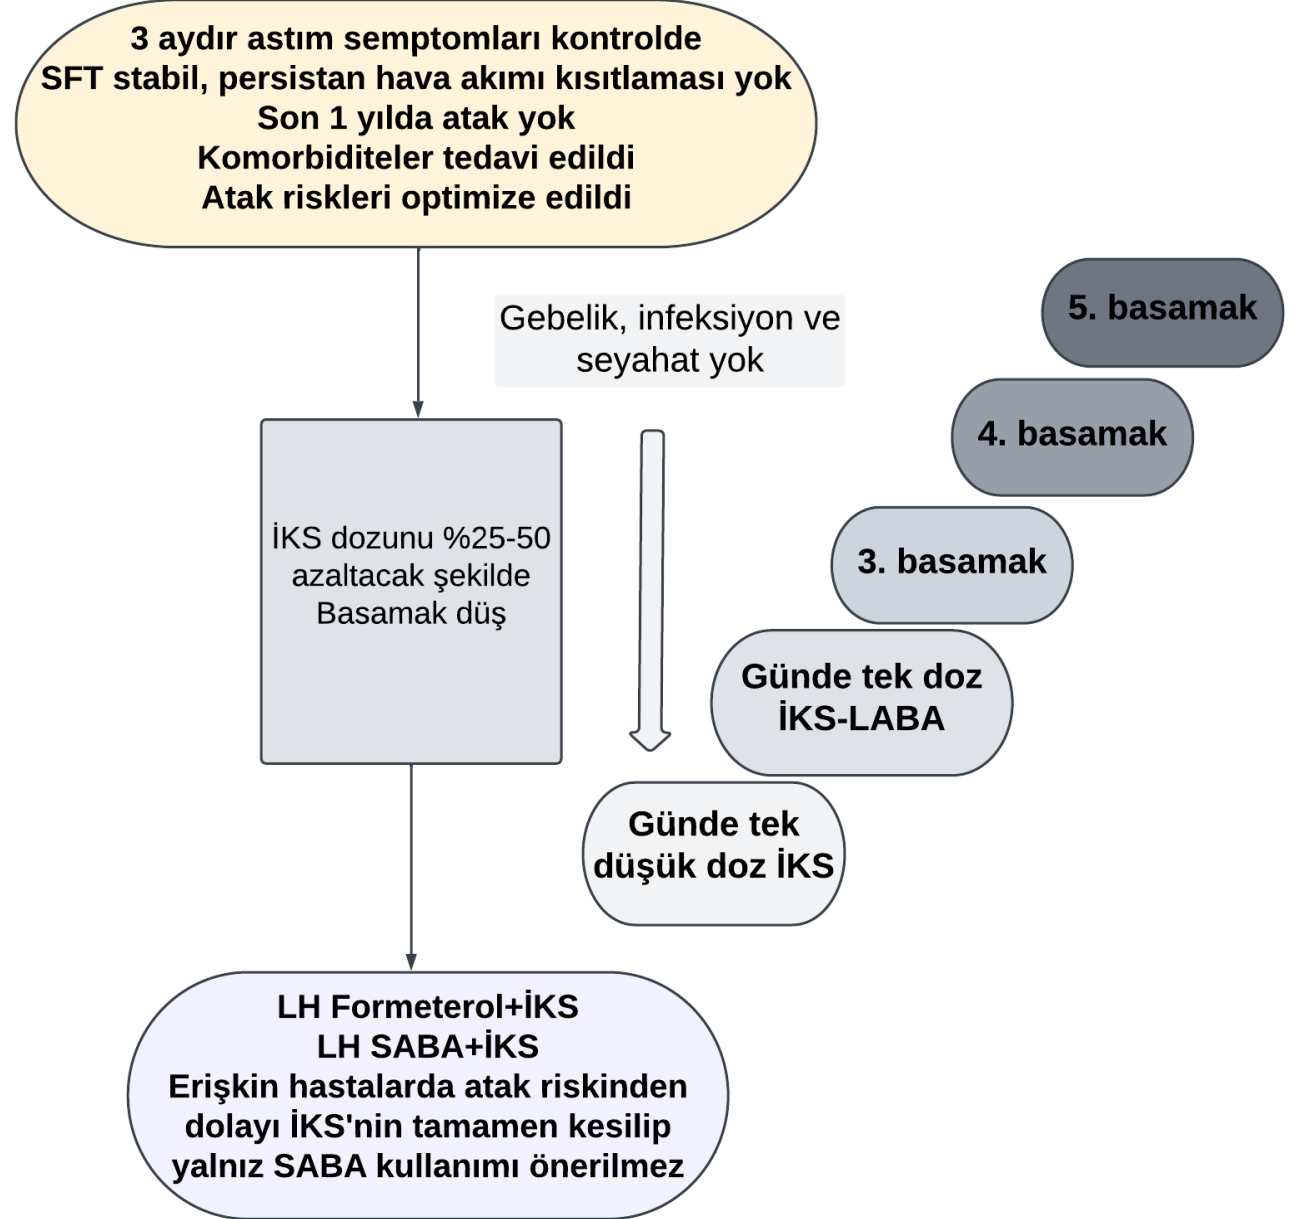 3 aydır astım semptomları kontrolde
SFT stabil, persistan hava akımı kısıtlaması yok
Son 1 yılda atak yok
Komorbiditeler tedavi edildi
Atak riskleri optimize edildi
Gebelik, infeksiyon ve
seyahat yok
5. basamak
4. basamak
3. basamak
Günde tek doz
İKS-LABA
Günde tek
düşük doz İKS
İKS dozunu %25-50
azaltacak şekilde
Basamak düş
LH Formeterol+İKS
LH SABA+İKS
Erişkin hastalarda atak riskinden
dolayı İKS'nin tamamen kesilip
yalnız SABA kullanımı önerilmez